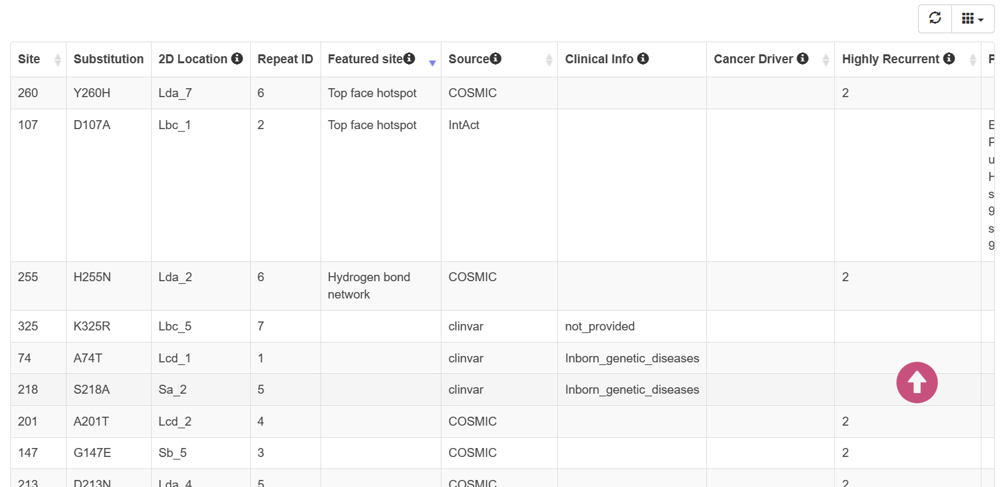 Site Substitution 2D Location Repeat ID Featured site Source Clinical Info Cancer Driver Highly Recurrent
260 Y260H Lda_7 6 Top face hotspot COSMIC 2
107 D107A Lbc_1 2 Top face hotspot IntAct
255 H255N Lda_2 6 Hydrogen bond COSMIC 2
network
325 K325R Lbc_5 7 clinvar not_provided
74 A74T Lcd_1 1 clinvar Inborn_genetic_diseases
218 S218A Sa_2 5 clinvar Inborn_genetic_diseases
201 A201T Lcd_2 4 COSMIC 2
147 G147E Sb_5 3 COSMIC 2
213 D213N Lda_4 5 COSMIC 2